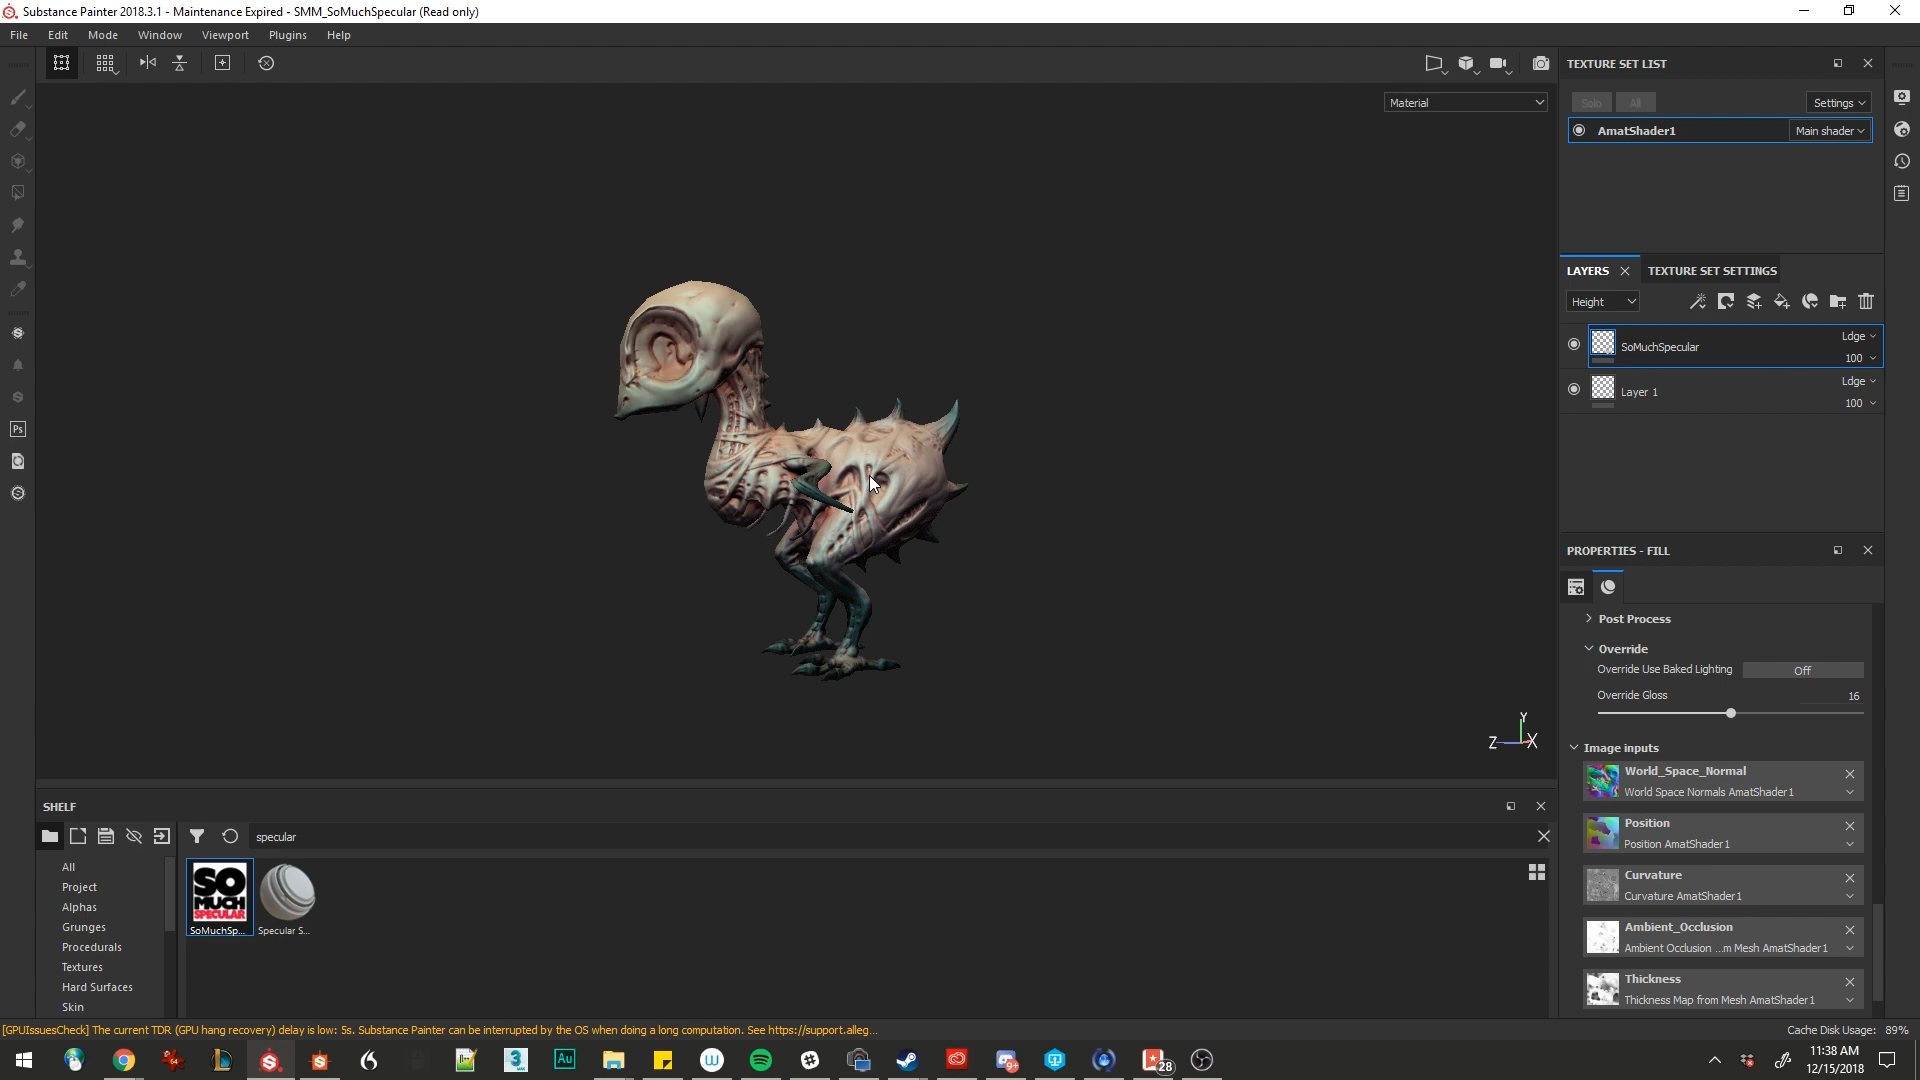 Substance Painter 2018.3.1 - Maintenance Expired - SMM_SoMuchSpecular (Read only)
File Edit Mode Window Viewport Plugins Help
Material
TEXTURE SET LIST
Solo All Settings
AmatShader1 Main shader
LAYERS TEXTURE SET SETTINGS
Height
SoMuchSpecular Ldge
100
Layer 1 Ldge
100
PROPERTIES - FILL
Post Process
Override
Override Use Baked Lighting Off
Override Gloss 16
Image inputs
World_Space_Normal
World Space Normals AmatShader1
Position
Position AmatShader1
Curvature
Curvature AmatShader1
Ambient_Occlusion
Ambient Occlusion ...m Mesh AmatShader1
Thickness
Thickness Map from Mesh AmatShader1
Y
Z X
Ps
SHELF
specular
All
Project
Alphas
Grunges
Procedurals
Textures
Hard Surfaces
Skin
SO
MUCH
SPECULAR
SoMuchSp... Specular S...
[GPUIssuesCheck] The current TDR (GPU hang recovery) delay is low: 5s. Substance Painter can be interrupted by the OS when doing a long computation. See https://support.alleg...
Cache Disk Usage: 89%
Au
28
11:38 AM
12/15/2018